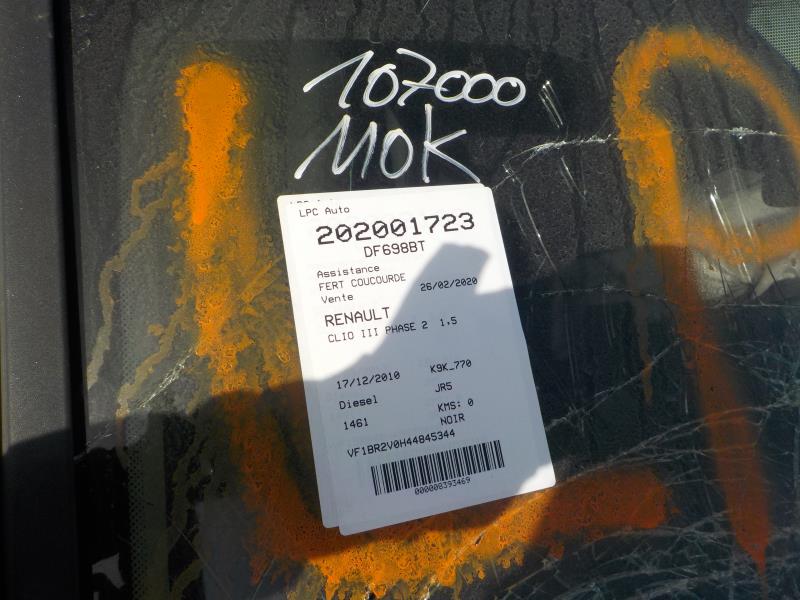 107000
MOK
LPC Auto
202001723
DF698BT
Assistance
FERT COUCOURDE
Vente 26/02/2020
RENAULT
CLIO III PHASE 2 1,5
17/12/2010 K9K_770
Diesel JR5
1461 KMS: 0
NOIR
VF1BR2V0H44845344
000008393469